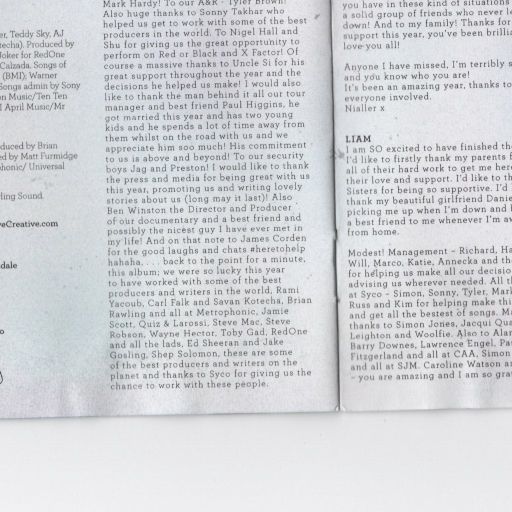 er, Teddy Sky, AJ
techa). Produced by
Joker for RedOne
Calzada, Songs of
(BMI); Warner
Songs admin by Sony
on Music/Ten Ten
l April Music/Mr
duced by Brian
ed by Matt Furmidge
phonic/ Universal
ling Sound.
veCreative.com
dale
Mark Hardy! To our A&R - Tyler Brown!
Also huge thanks to Sonny Takhar who
helped us get to work with some of the best
producers in the world. To Nigel Hall and
Shu for giving us the great opportunity to
perform on Red or Black and X Factor! Of
course a massive thanks to Uncle Si for his
great support throughout the year and the
decisions he helped us make! I would also
like to thank the man behind it all our tour
manager and best friend Paul Higgins, he
got married this year and has two young
kids and he spends a lot of time away from
them whilst on the road with us and we
appreciate him soo much! His commitment
to us is above and beyond! To our security
boys Jag and Preston! I would like to thank
the press and media for being great with us
this year, promoting us and writing lovely
stories about us (long may it last)! Also
Ben Winston the Director and Producer
of our documentary and a best friend and
possibly the nicest guy I have ever met in
my life! And on that note to James Corden
for the good laughs and chats #heretohelp
hahaha. . . . back to the point for a minute,
this album; we were so lucky this year
to have worked with some of the best
producers and writers in the world, Rami
Yacoub, Carl Falk and Savan Kotecha, Brian
Rawling and all at Metrophonic, Jamie
Scott, Quiz & Larossi, Steve Mac, Steve
Robson, Wayne Hector, Toby Gad, RedOne
and all the lads, Ed Sheeran and Jake
Gosling, Shep Solomon, these are some
of the best producers and writers on the
planet and thanks to Syco for giving us the
chance to work with these people.
you have in these kind of situations
a solid group of friends who never le
down! And to my family! Thanks for
support this year, you've been brillia
love you all!
Anyone I have missed, I'm terribly s
and you know who you are!
It's been an amazing year, thanks to
everyone involved.
Nialler x
LIAM
I am SO excited to have finished th
I'd like to firstly thank my parents f
all of their hard work to get me here
their love and support. I'd like to th
Sisters for being so supportive. I'd l
thank my beautiful girlfriend Danie
picking me up when I'm down and b
a best friend to me whenever I'm aw
from home.
Modest! Management - Richard, Ha
Will, Marco, Katie, Annecka and the
for helping us make all our decisio
advising us wherever needed. All th
at Syco - Simon, Sonny, Tyler, Mark
Russ and Kim for helping make thi
and get all the bestest of songs. Ma
thanks to Simon Jones, Jacqui Qua
Leighton and Woolfie. Also to Alan
Barry Downes, Lawrence Engel, Pau
Fitzgerland and all at CAA. Simon
and all at SJM. Caroline Watson an
- you are amazing and I am so grat